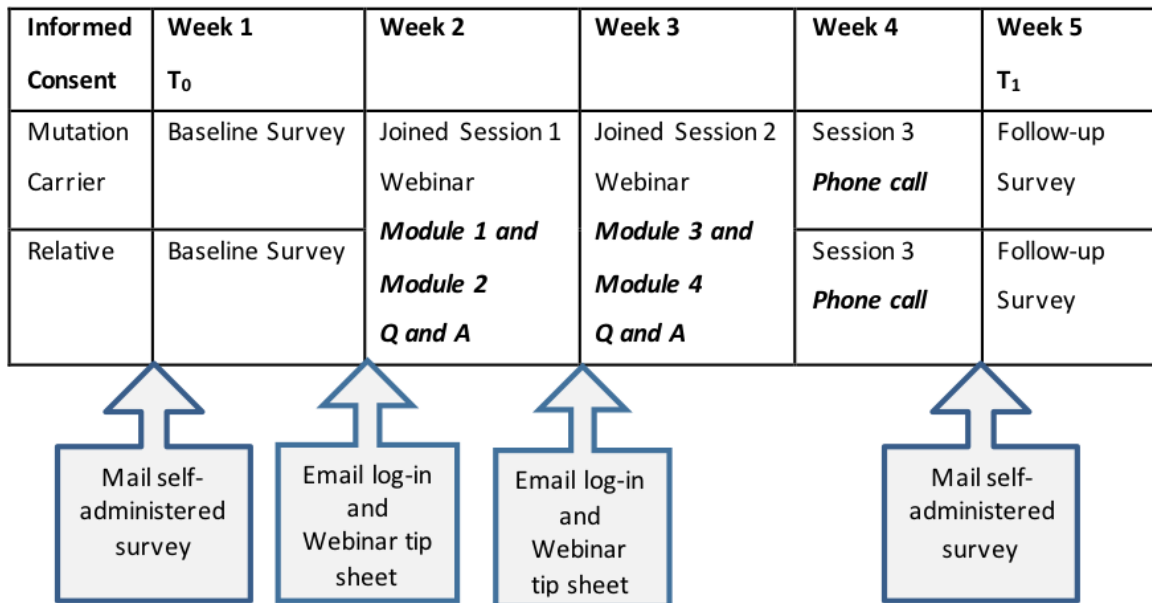 Informed
Consent
Week 1
T₀
Week 2
Week 3
Week 4
Week 5
T₁
Mutation
Carrier
Baseline Survey
Joined Session 1
Webinar
Module 1 and
Module 2
Q and A
Joined Session 2
Webinar
Module 3 and
Module 4
Q and A
Session 3
Phone call
Follow-up
Survey
Relative
Baseline Survey
Session 3
Phone call
Follow-up
Survey
Mail self-
administered
survey
Email log-in
and
Webinar tip
sheet
Email log-in
and
Webinar
tip sheet
Mail self-
administered
survey